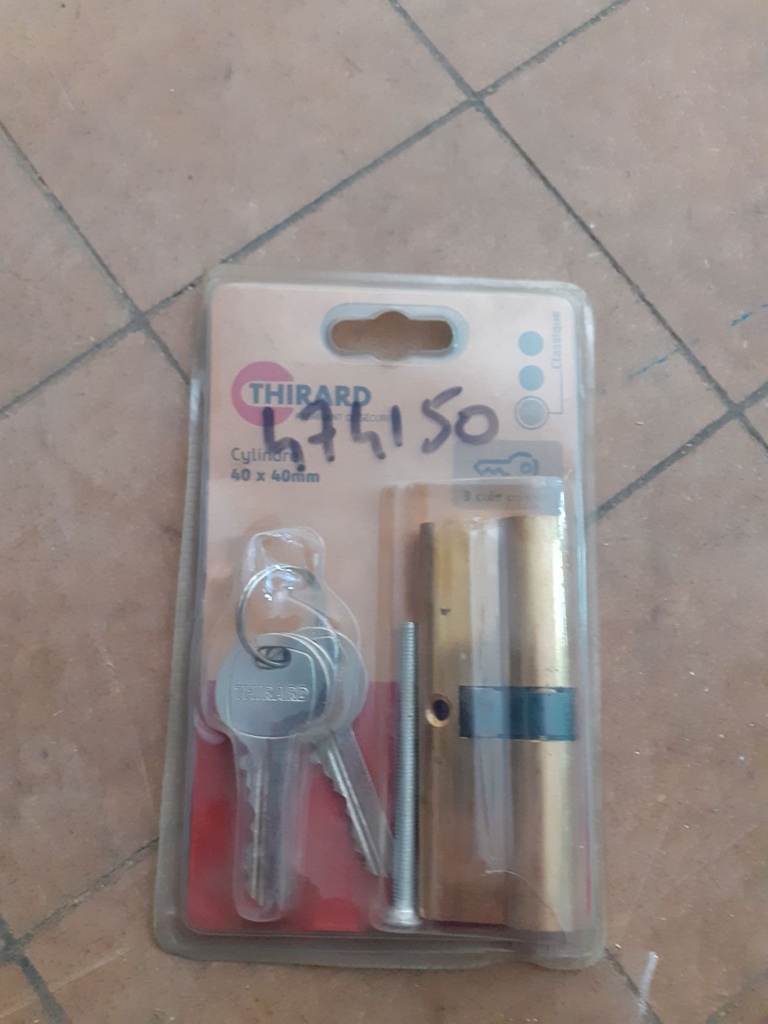 THIRARD
474150
Cylindre
40 x 40mm
Classique
THIRARD